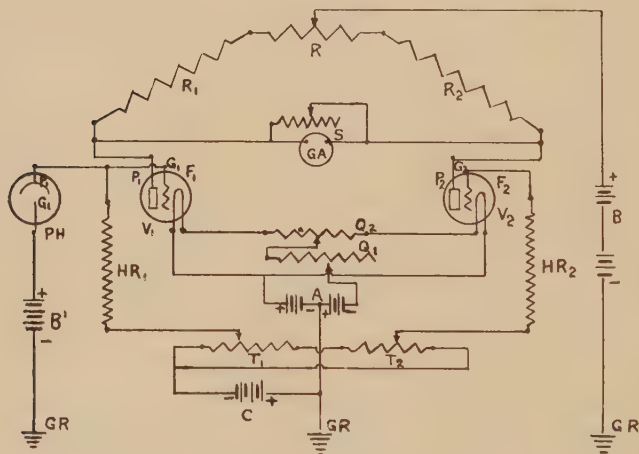 R
R₁
R₂
S
GA
P₁ G₁ F₁
V₁
P₂ G₂ F₂
V₂
G₁
PH
Q₂
Q₁
HR₁
HR₂
+ B
-
+ B'
-
A
+ - + -
T₁
T₂
- +
C
GR
GR
GR